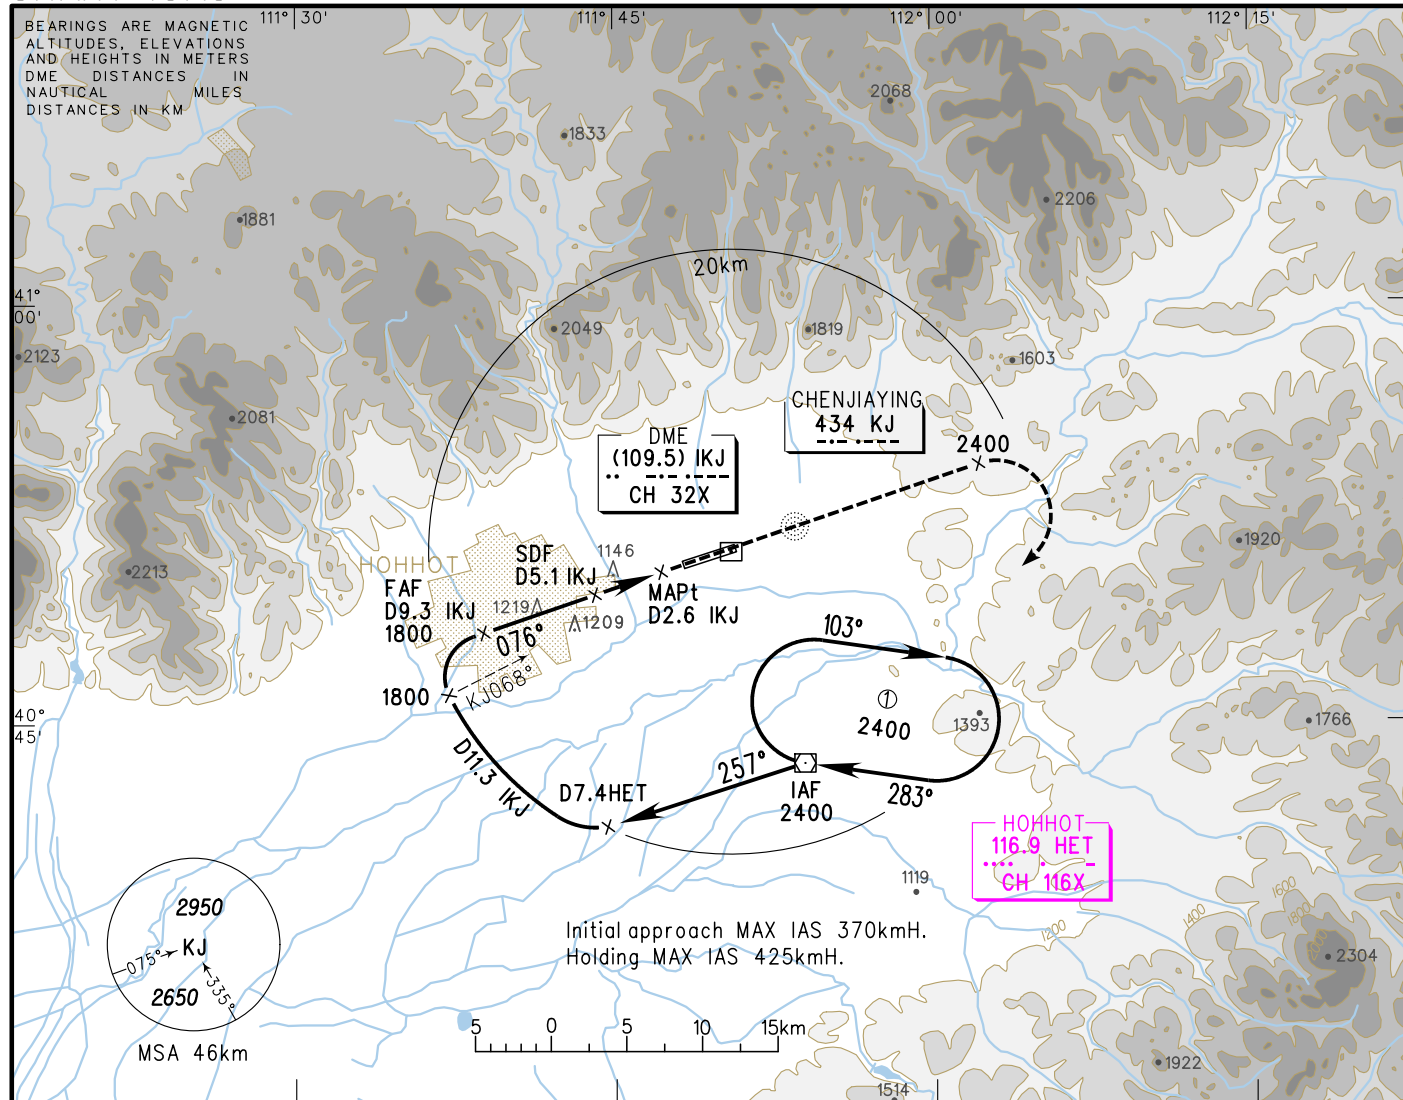 111° 30'
111° 45'
112° 00'
112° 15'
BEARINGS ARE MAGNETIC
ALTITUDES, ELEVATIONS
AND HEIGHTS IN METERS
DME DISTANCES IN
NAUTICAL MILES
DISTANCES IN KM
2068
1833
2206
1881
20km
41°
00'
2049
1819
2123
1603
2081
CHENJIAYING
434 KJ
DME
(109.5) IKJ
CH 32X
2400
1920
HOHHOT
SDF
D5.1 IKJ
1146
2213
FAF
D9.3 IKJ
1800
1219
1209
MAPt
D2.6 IKJ
076°
103°
KJ068°
1800
①
2400
1393
40°
45'
1766
D11.3 IKJ
257°
D7.4HET
IAF
2400
283°
HOHHOT
116.9 HET
CH 116X
1119
1600
1400
1800
1200
2000
2950
KJ
075°
335°
2650
MSA 46km
Initial approach MAX IAS 370kmH.
Holding MAX IAS 425kmH.
2304
5 0 5 10 15km
1922
1514